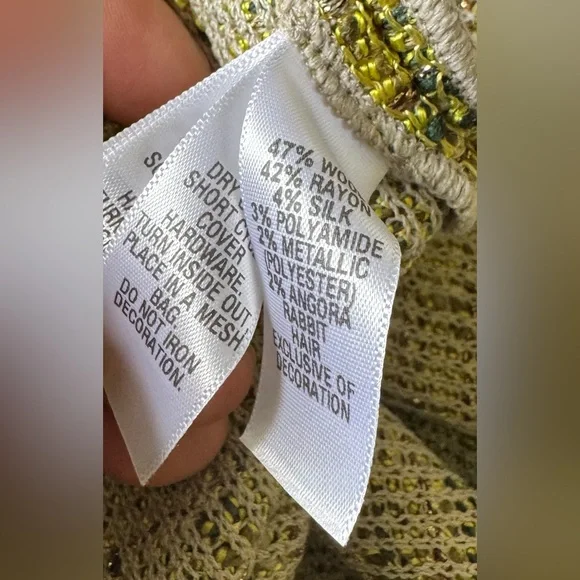 DRY
SHORT
COVER
HARDWARE
TURN INSIDE OUT
PLACE IN A MESH
BAG.
DO NOT IRON
DECORATION.
47% WOOL
42% RAYON
4% SILK
3% POLYAMIDE
2% METALLIC
(POLYESTER)
2% ANGORA
RABBIT
HAIR
EXCLUSIVE OF
DECORATION